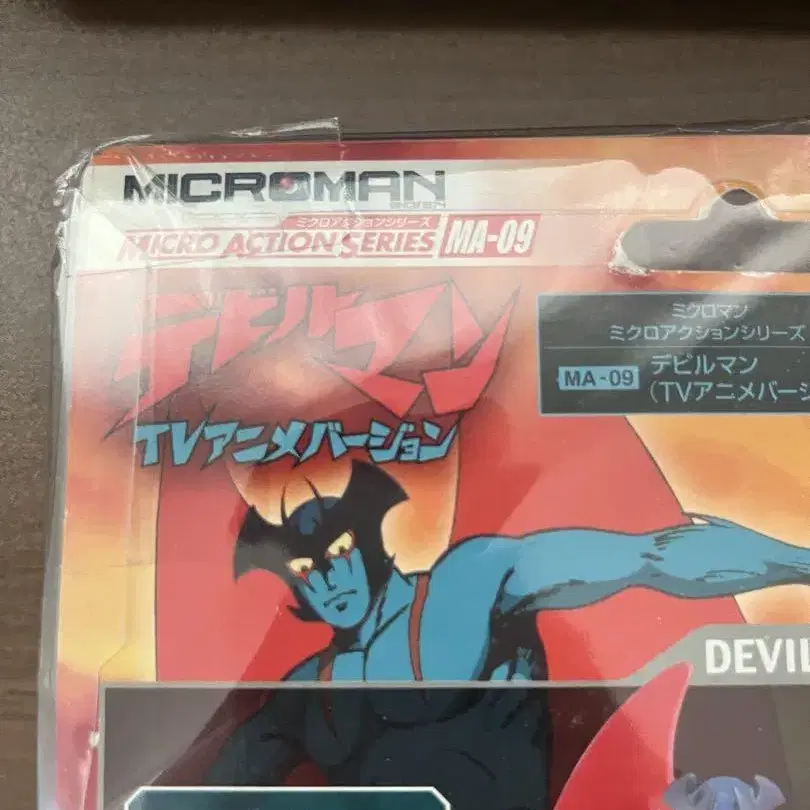 MICROMAN
ミクロアクションシリーズ
MICRO ACTION SERIES MA-09
デビルマン
TVアニメバージョン
ミクロマン
ミクロアクションシリーズ
MA-09 デビルマン
(TVアニメバージ
DEVIL